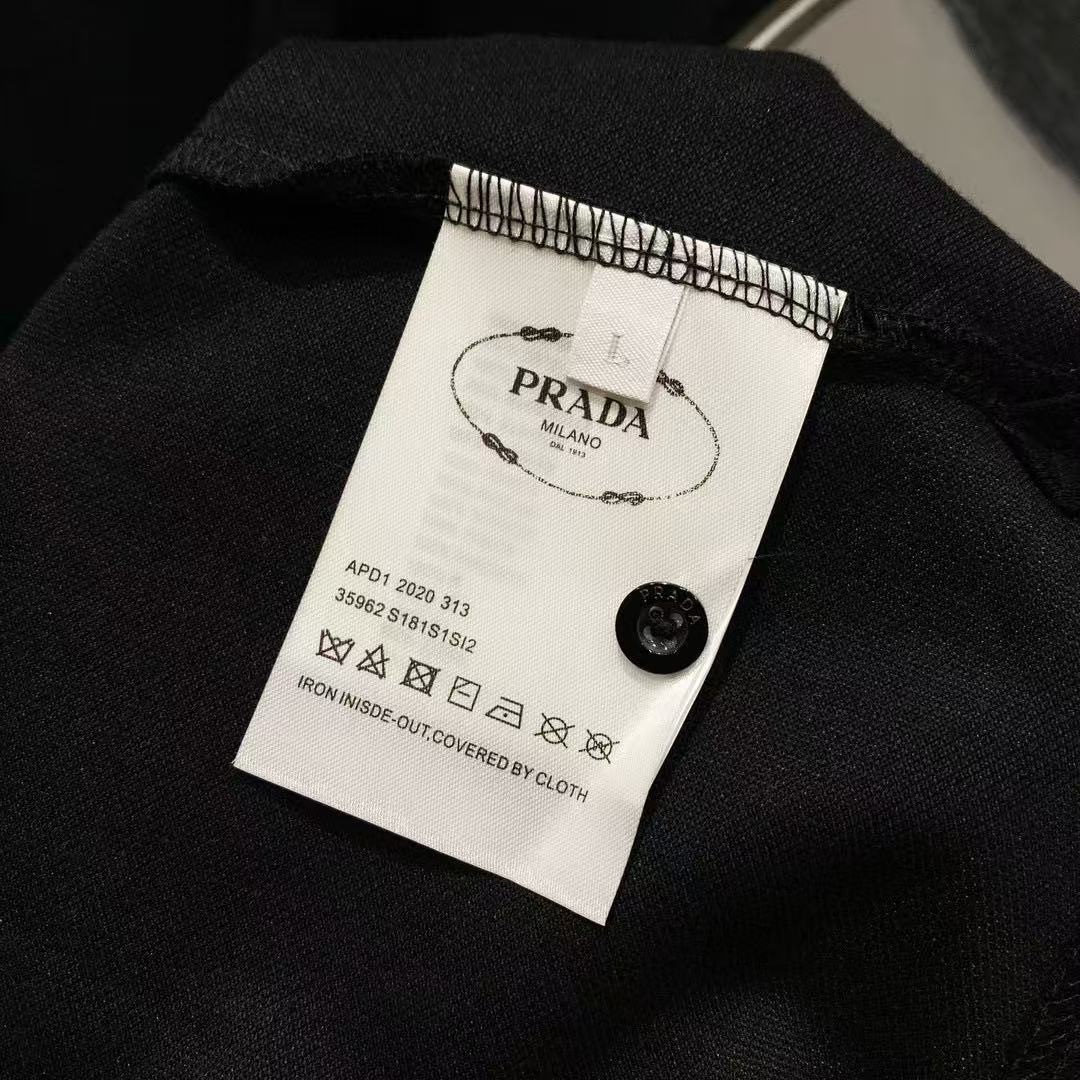 L
PRADA
MILANO
DAL 1913
APD1 2020 313
35962 S181S1SI2
PRADA
IRON INISDE-OUT,COVERED BY CLOTH